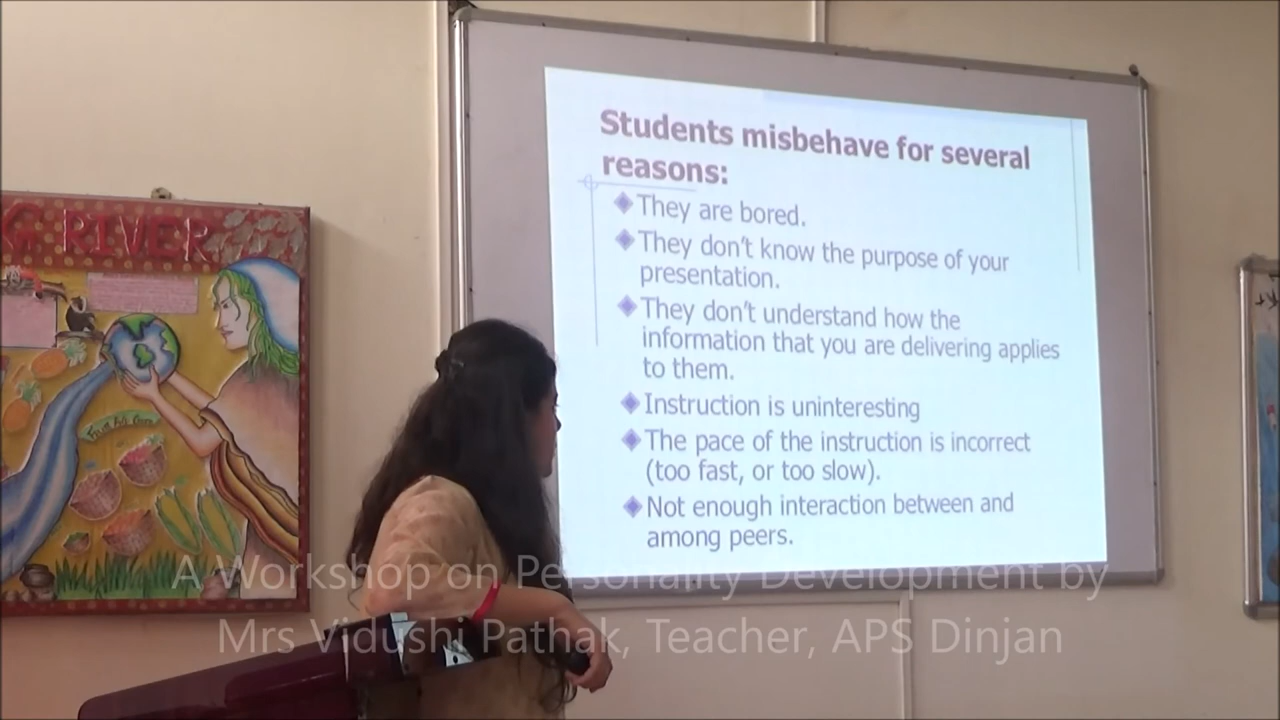 Students misbehave for several
reasons:
They are bored.
They don't know the purpose of your
presentation.
They don't understand how the
information that you are delivering applies
to them.
Instruction is uninteresting
The pace of the instruction is incorrect
(too fast, or too slow).
Not enough interaction between and
among peers.
G RIVER
A Workshop on Personality Development by
Mrs Vidushi Pathak, Teacher, APS Dinjan